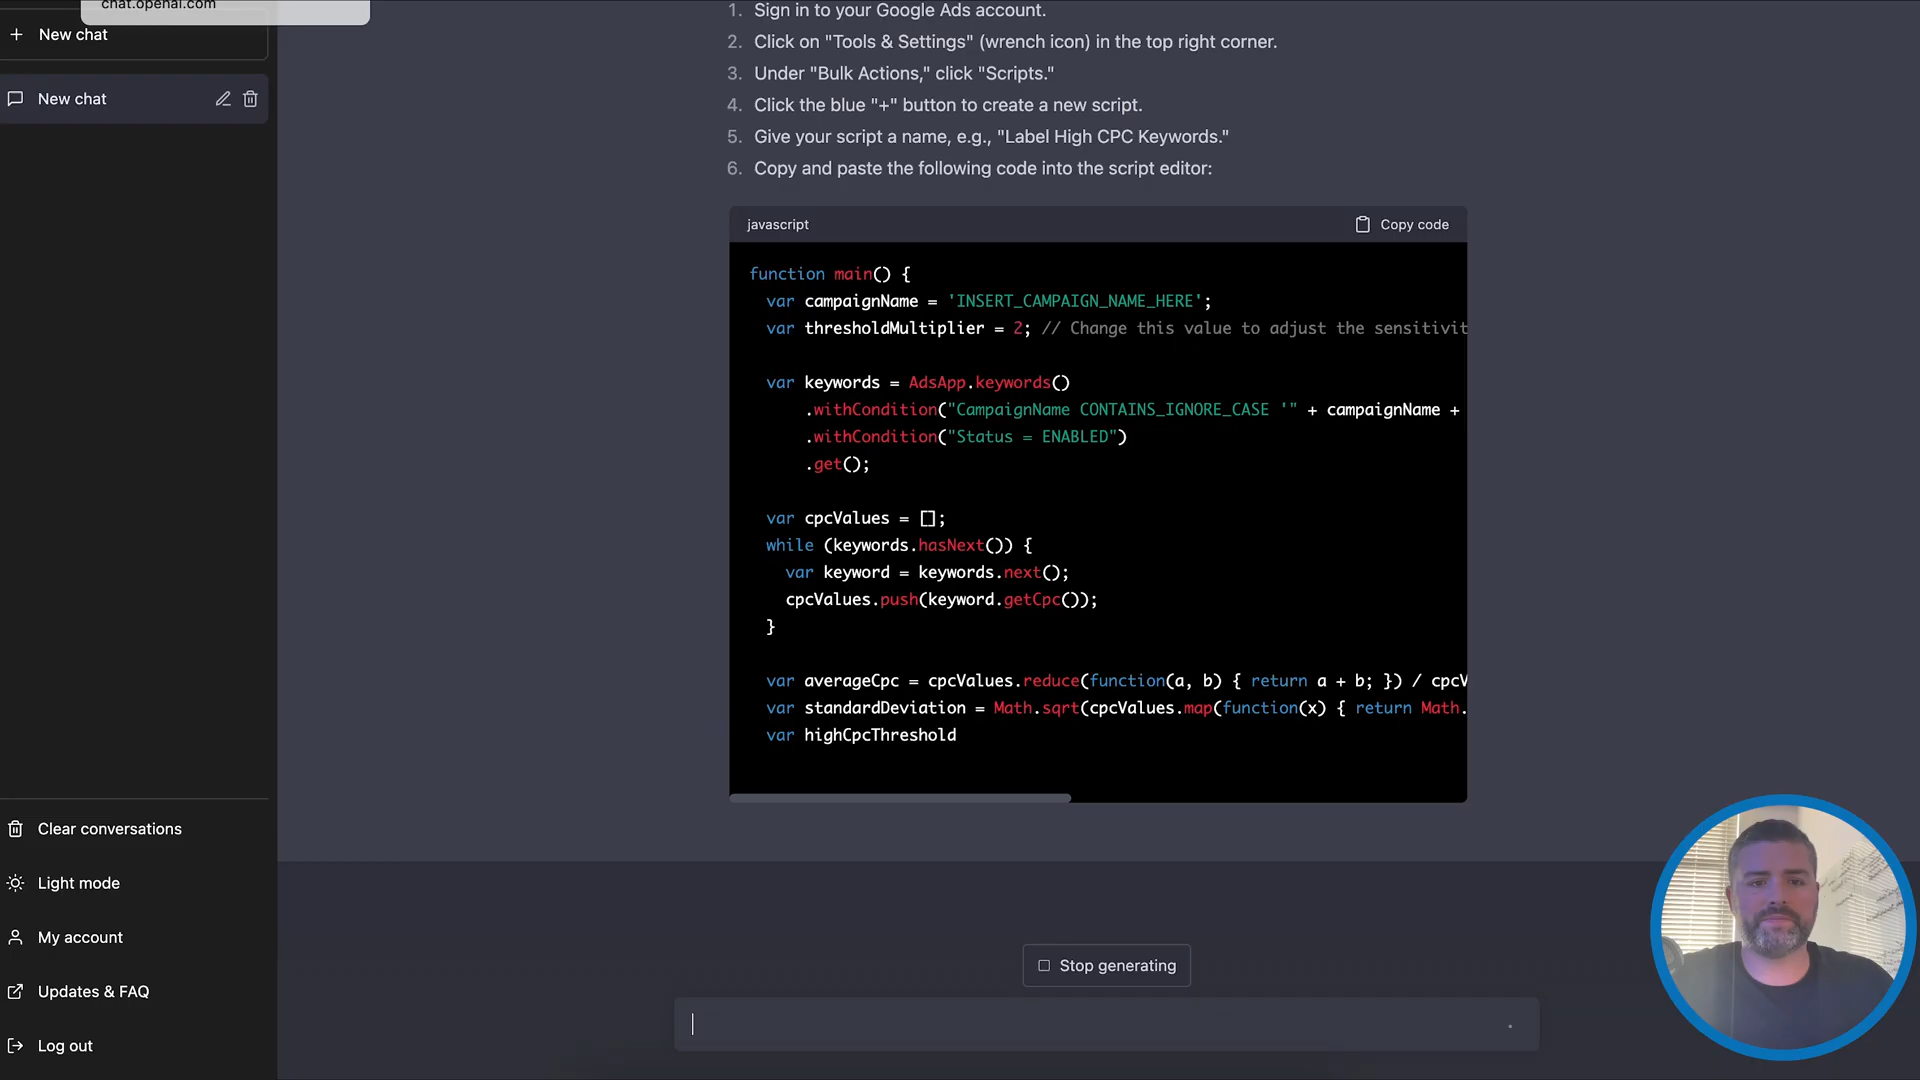 chat.openai.com
New chat
New chat
Clear conversations
Light mode
My account
Updates & FAQ
Log out
1. Sign in to your Google Ads account.
2. Click on "Tools & Settings" (wrench icon) in the top right corner.
3. Under "Bulk Actions," click "Scripts."
4. Click the blue "+" button to create a new script.
5. Give your script a name, e.g., "Label High CPC Keywords."
6. Copy and paste the following code into the script editor:
javascript Copy code
function main() {
var campaignName = 'INSERT_CAMPAIGN_NAME_HERE';
var thresholdMultiplier = 2; // Change this value to adjust the sensitivit
var keywords = AdsApp.keywords()
.withCondition("CampaignName CONTAINS_IGNORE_CASE '" + campaignName +
.withCondition("Status = ENABLED")
.get();
var cpcValues = [];
while (keywords.hasNext()) {
var keyword = keywords.next();
cpcValues.push(keyword.getCpc());
}
var averageCpc = cpcValues.reduce(function(a, b) { return a + b; }) / cpcV
var standardDeviation = Math.sqrt(cpcValues.map(function(x) { return Math.
var highCpcThreshold
Stop generating